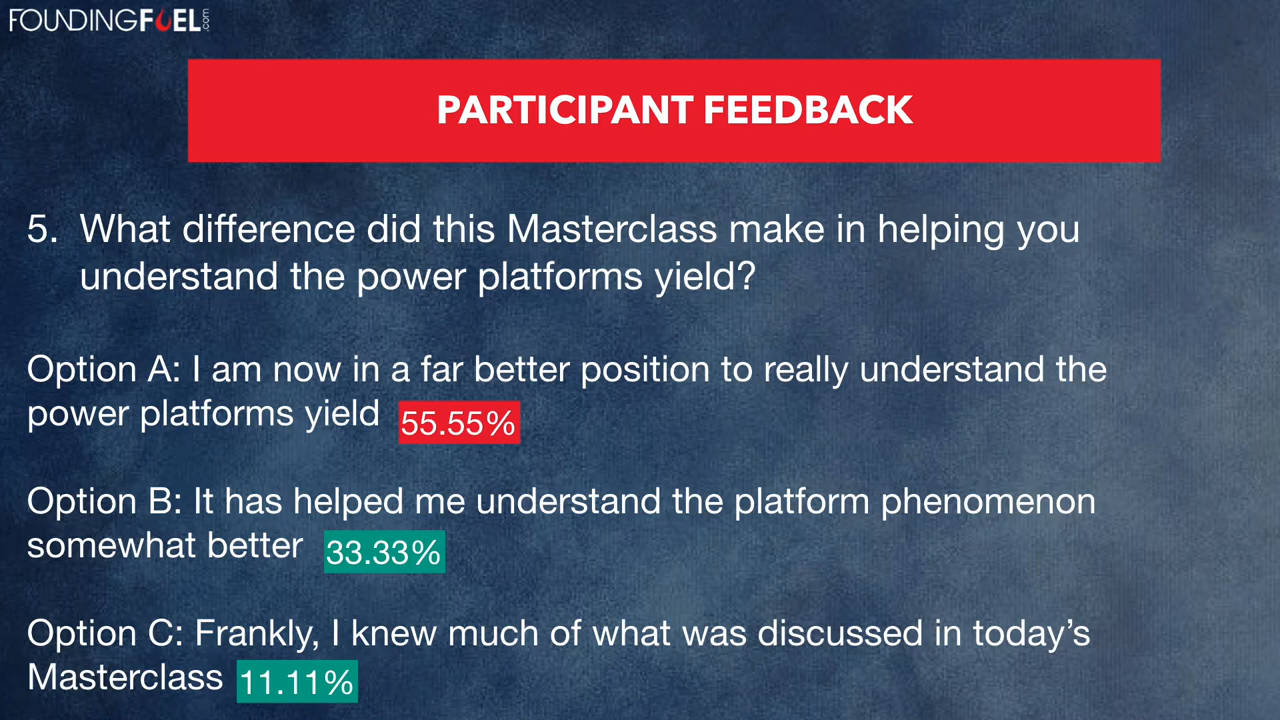 FOUNDINGFUEL.com
PARTICIPANT FEEDBACK
5. What difference did this Masterclass make in helping you
understand the power platforms yield?
Option A: I am now in a far better position to really understand the
power platforms yield 55.55%
Option B: It has helped me understand the platform phenomenon
somewhat better 33.33%
Option C: Frankly, I knew much of what was discussed in today’s
Masterclass 11.11%